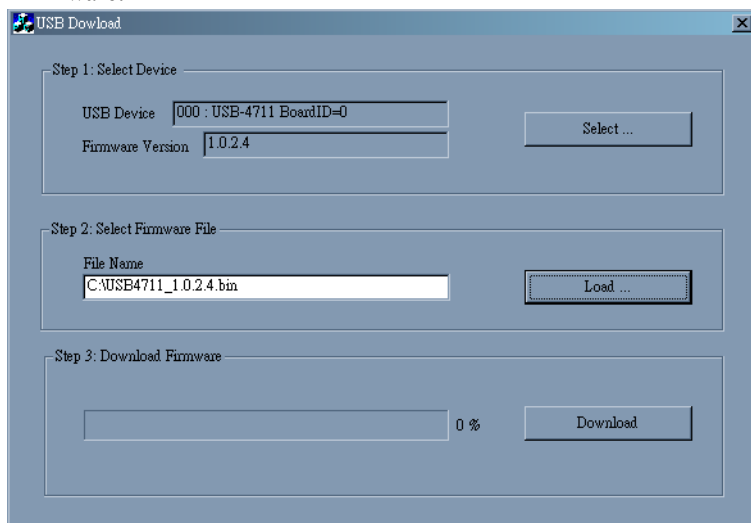 USB Dowload
Step 1: Select Device
USB Device 000 : USB-4711 BoardID=0
Select ...
Firmware Version 1.0.2.4
Step 2: Select Firmware File
File Name
C:\USB4711_1.0.2.4.bin
Load ...
Step 3: Download Firmware
0 %
Download